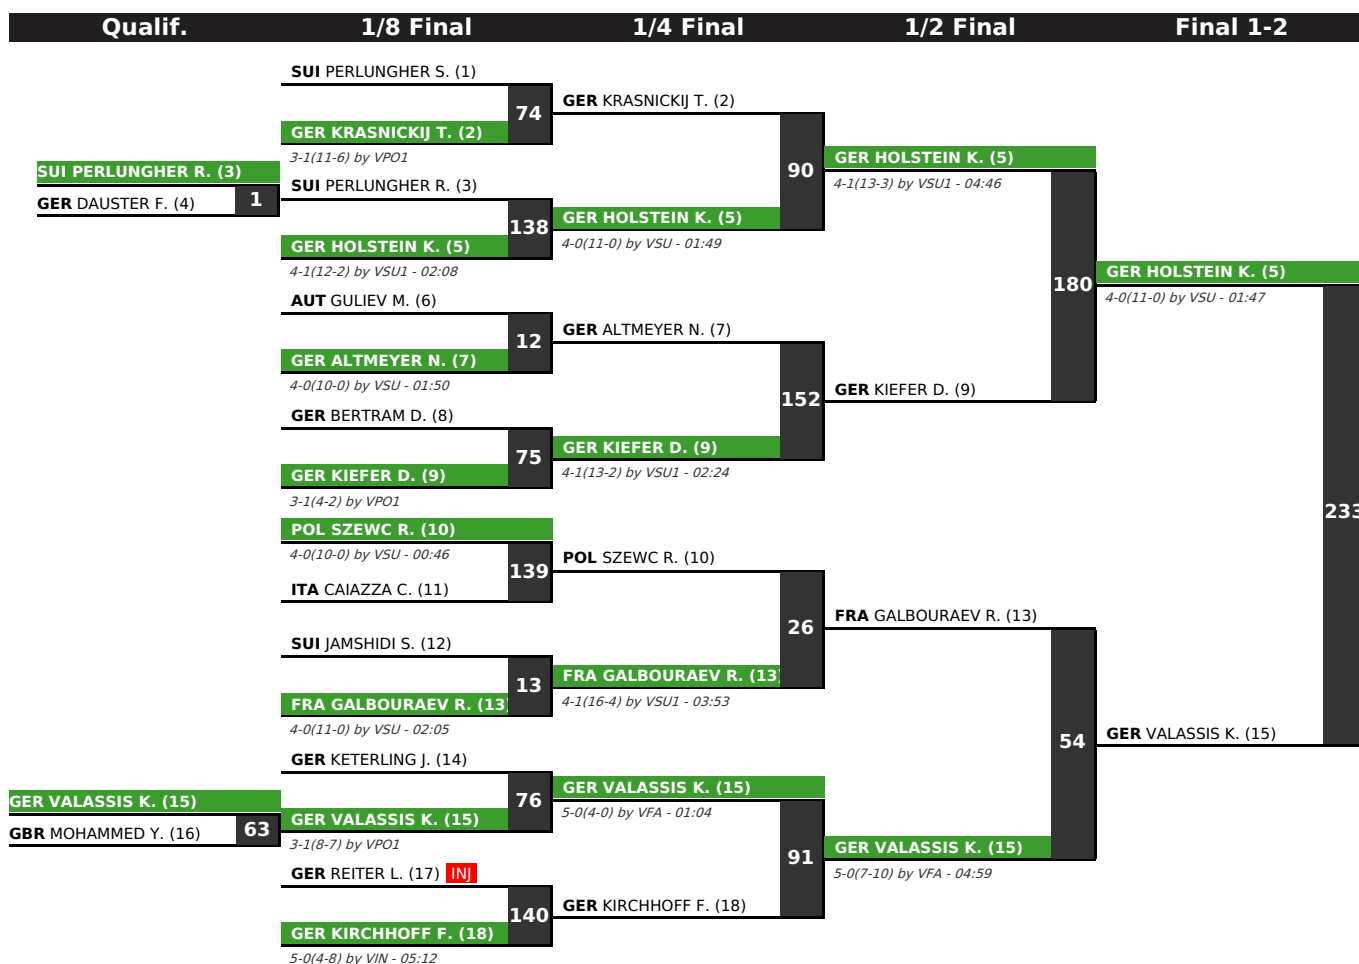 Qualif.
1/8 Final
1/4 Final
1/2 Final
Final 1-2
SUI PERLUNGHER R. (3)
GER DAUSTER F. (4)
1
GER VALASSIS K. (15)
GBR MOHAMMED Y. (16)
63
SUI PERLUNGHER S. (1)
74
GER KRASNICKIJ T. (2)
3-1(11-6) by VPO1
SUI PERLUNGHER R. (3)
138
GER HOLSTEIN K. (5)
4-1(12-2) by VSU1 - 02:08
AUT GULIEV M. (6)
12
GER ALTMEYER N. (7)
4-0(10-0) by VSU - 01:50
GER BERTRAM D. (8)
75
GER KIEFER D. (9)
3-1(4-2) by VPO1
POL SZEWC R. (10)
4-0(10-0) by VSU - 00:46
139
ITA CAIAZZA C. (11)
SUI JAMSHIDI S. (12)
13
FRA GALBOURAEV R. (13)
4-0(11-0) by VSU - 02:05
GER KETERLING J. (14)
76
GER VALASSIS K. (15)
3-1(8-7) by VPO1
GER REITER L. (17) INJ
140
GER KIRCHHOFF F. (18)
5-0(4-8) by VIN - 05:12
GER KRASNICKIJ T. (2)
90
GER HOLSTEIN K. (5)
4-0(11-0) by VSU - 01:49
GER ALTMEYER N. (7)
152
GER KIEFER D. (9)
4-1(13-2) by VSU1 - 02:24
POL SZEWC R. (10)
26
FRA GALBOURAEV R. (13)
4-1(16-4) by VSU1 - 03:53
GER VALASSIS K. (15)
5-0(4-0) by VFA - 01:04
91
GER KIRCHHOFF F. (18)
GER HOLSTEIN K. (5)
4-1(13-3) by VSU1 - 04:46
180
GER KIEFER D. (9)
FRA GALBOURAEV R. (13)
54
GER VALASSIS K. (15)
5-0(7-10) by VFA - 04:59
GER HOLSTEIN K. (5)
4-0(11-0) by VSU - 01:47
233
GER VALASSIS K. (15)